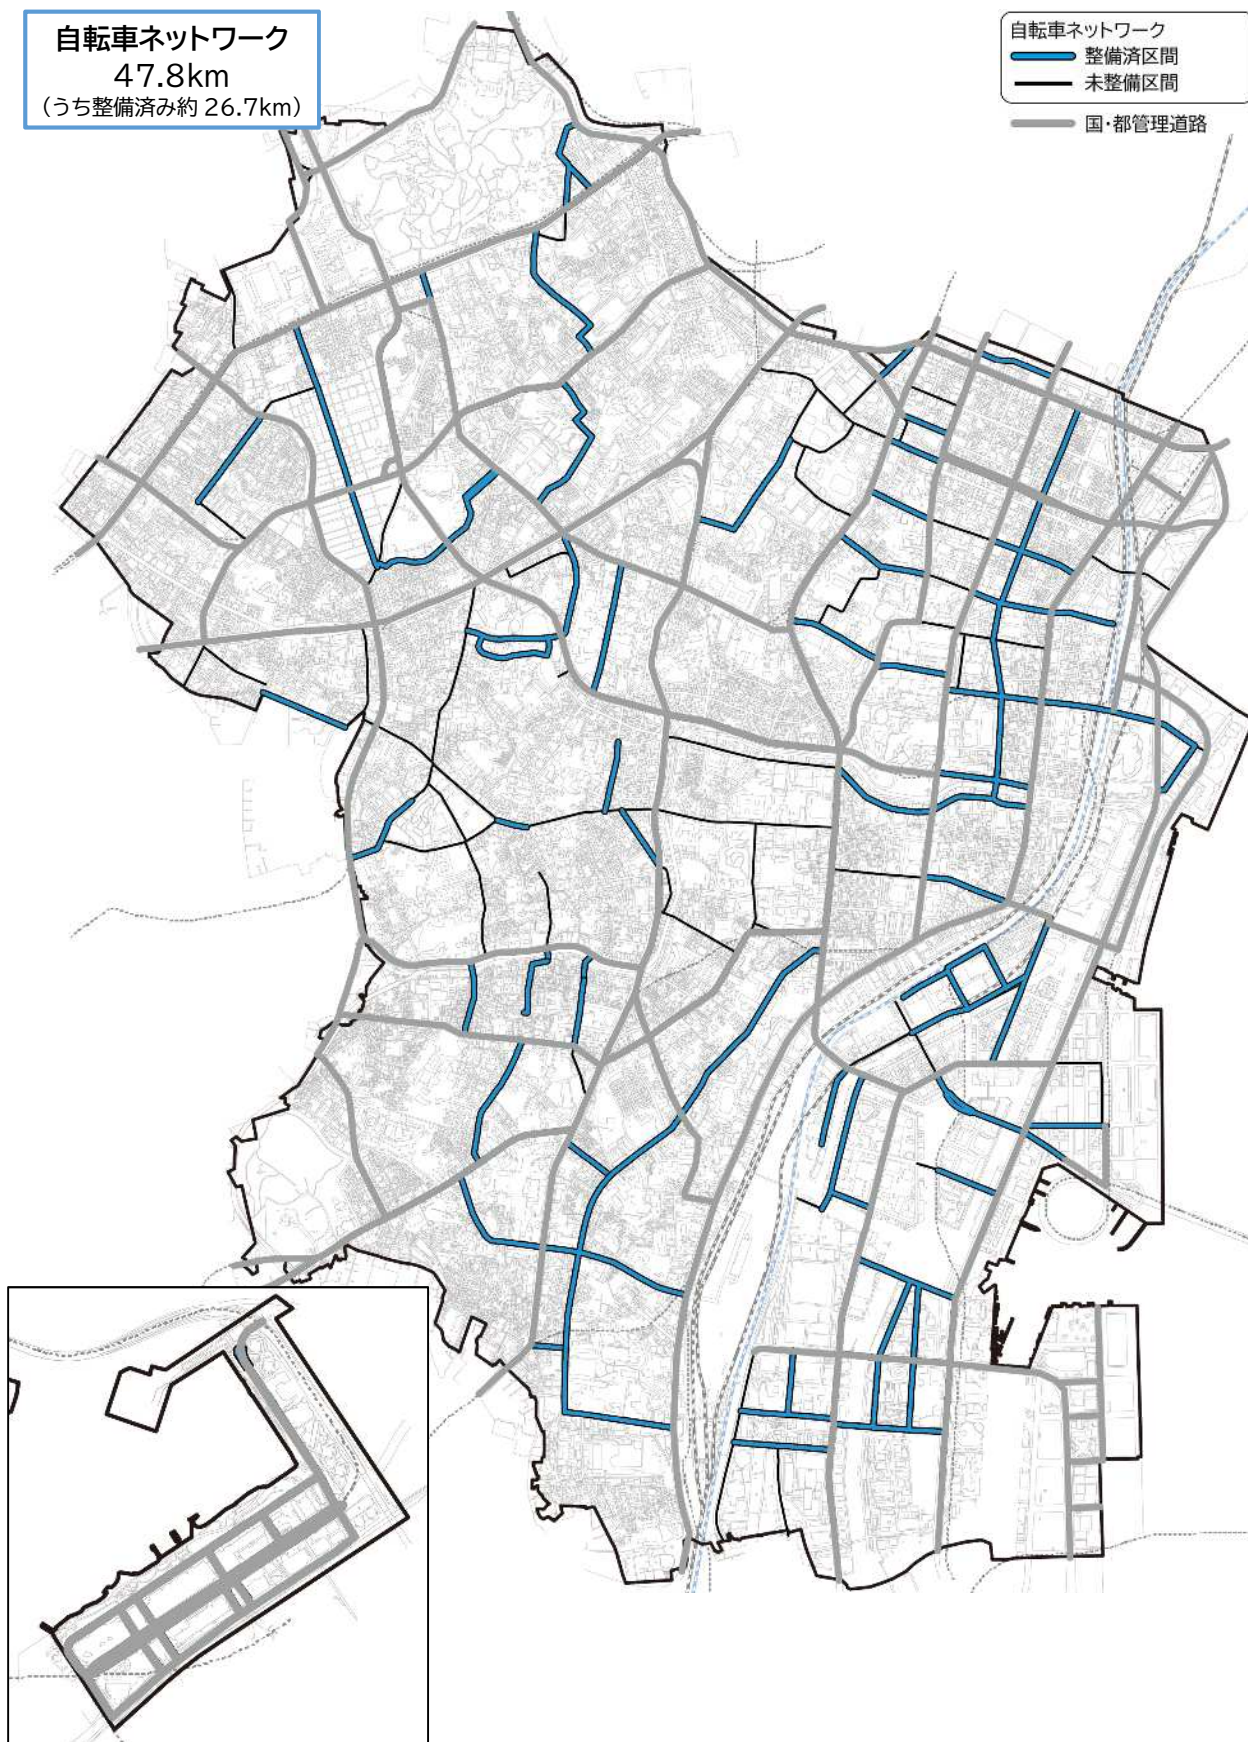 自転車ネットワーク
47.8km
(うち整備済み約 26.7km)
自転車ネットワーク
整備済区間
未整備区間
国・都管理道路